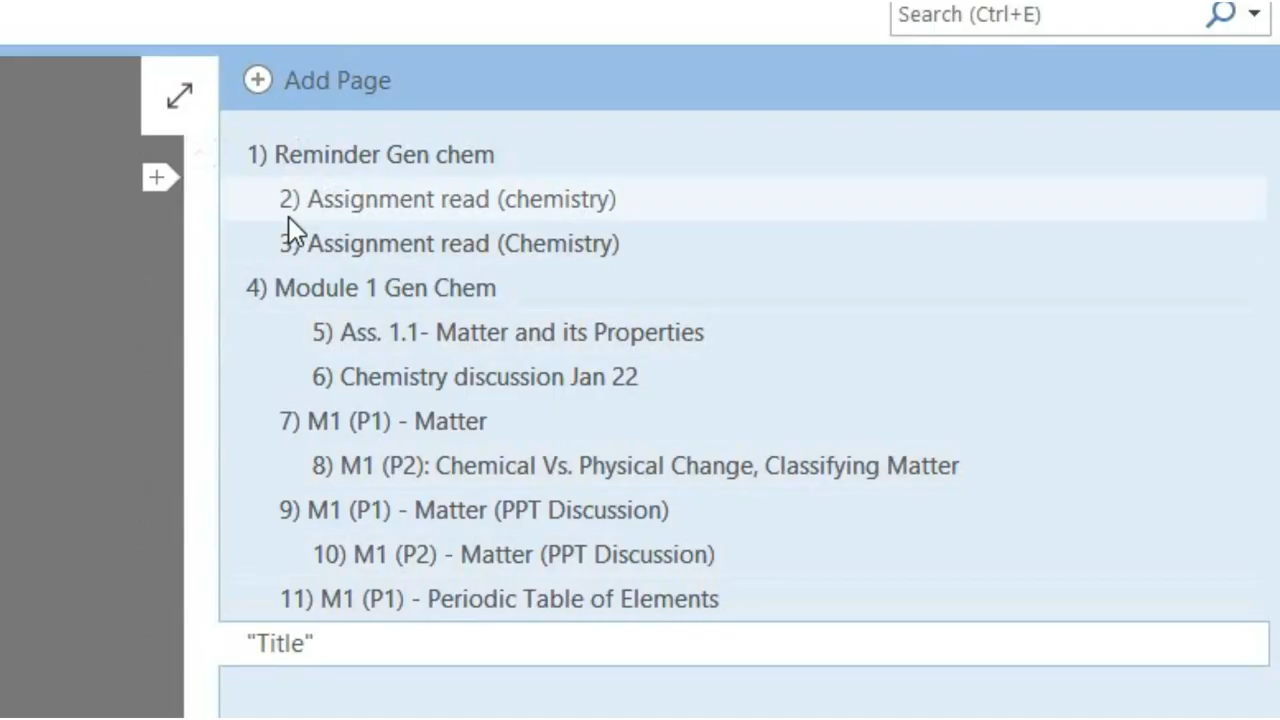 Search (Ctrl+E)
Add Page
1) Reminder Gen chem
2) Assignment read (chemistry)
3) Assignment read (Chemistry)
4) Module 1 Gen Chem
5) Ass. 1.1- Matter and its Properties
6) Chemistry discussion Jan 22
7) M1 (P1) - Matter
8) M1 (P2): Chemical Vs. Physical Change, Classifying Matter
9) M1 (P1) - Matter (PPT Discussion)
10) M1 (P2) - Matter (PPT Discussion)
11) M1 (P1) - Periodic Table of Elements
"Title"